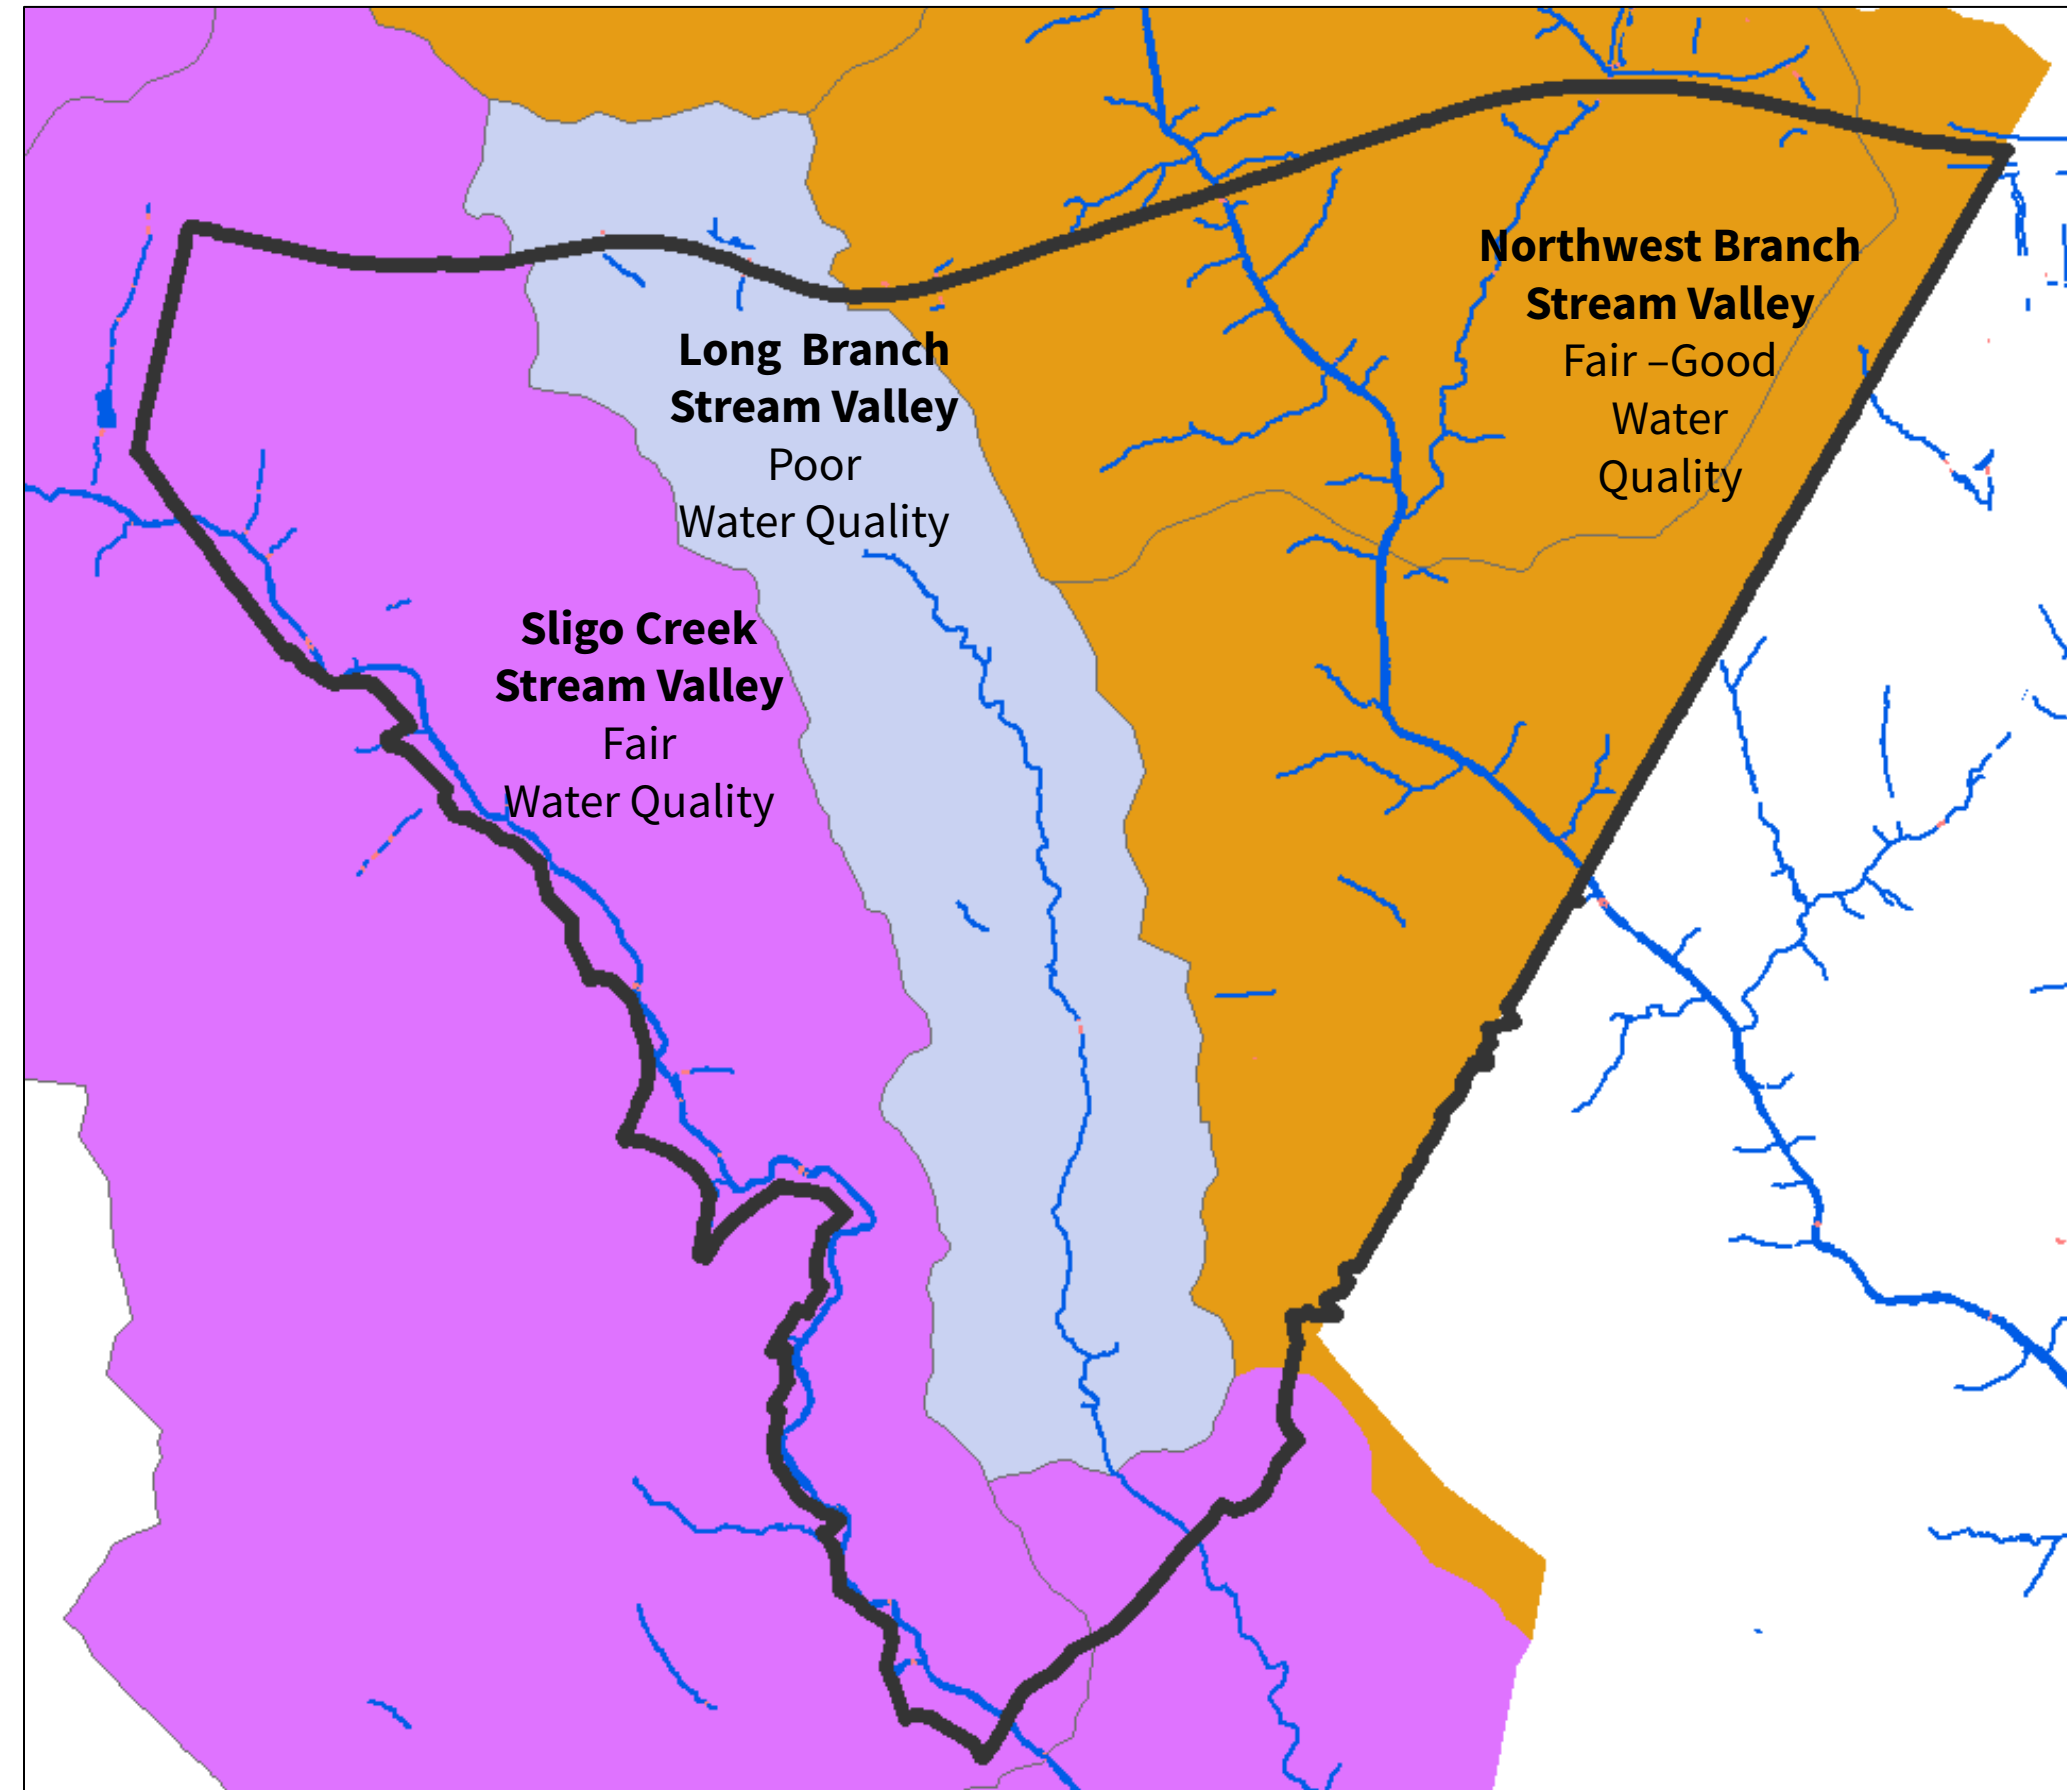 Northwest Branch
Stream Valley
Fair –Good
Water
Quality
Long  Branch
Stream Valley
Poor
Water Quality
Sligo Creek
Stream Valley
Fair
Water Quality